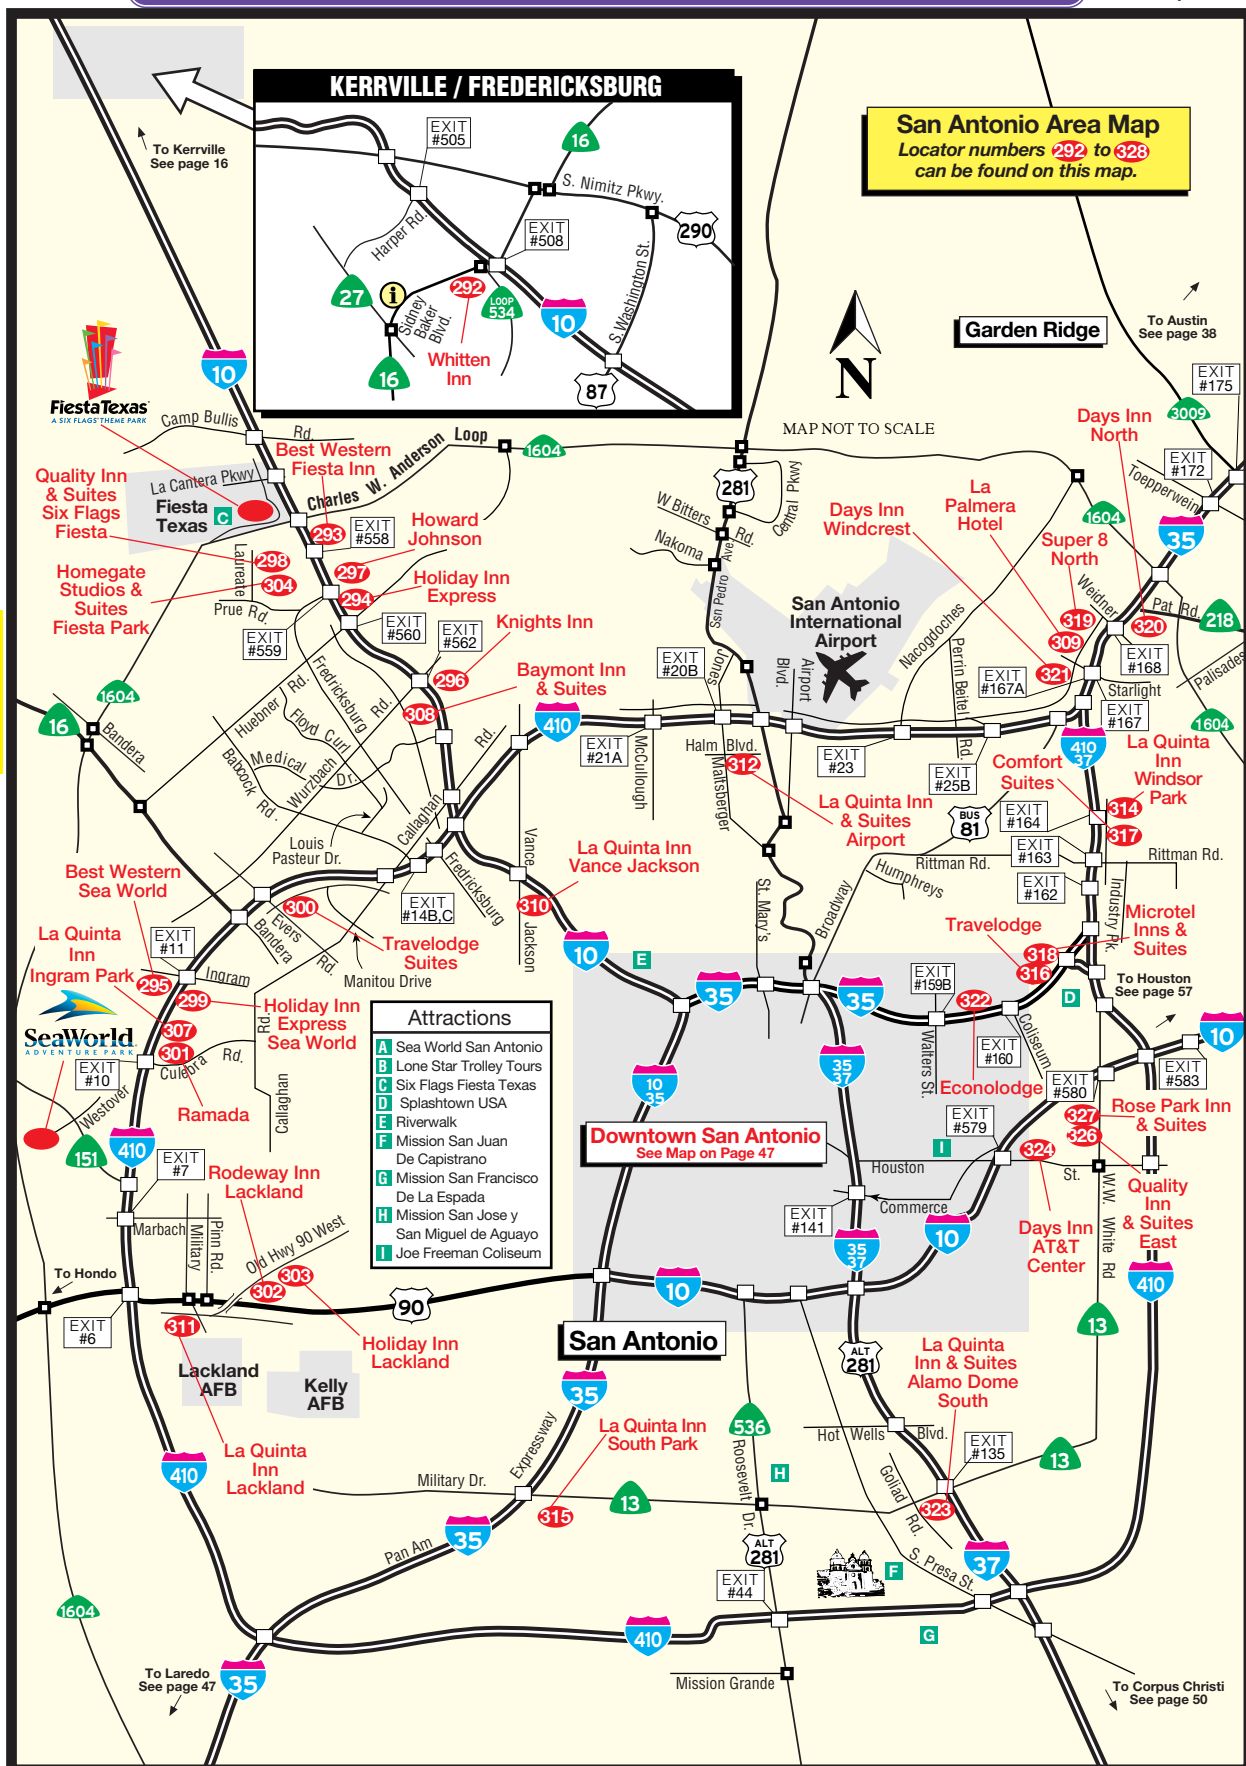 KERRVILLE / FREDERICKSBURG
EXIT
#505
16
S. Nimitz Pkwy.
290
Harper Rd.
EXIT
#508
27
i
292
LOOP
534
Sidney
Baker
Blvd.
10
S. Washington St.
Whitten
Inn
16
87
San Antonio Area Map
Locator numbers 292 to 328
can be found on this map.
To Kerrville
See page 16
N
MAP NOT TO SCALE
Garden Ridge
To Austin
See page 38
EXIT
#175
3009
EXIT
#172
Toepperwein
10
FiestaTexas
A SIX FLAGS THEME PARK
Camp Bullis
Rd.
Best Western
Fiesta Inn
Charles W. Anderson Loop
1604
La Cantera Pkwy
Fiesta
Texas
C
Quality Inn
& Suites
Six Flags
Fiesta
293
EXIT
#558
Howard
Johnson
298
297
304
Homegate
Studios &
Suites
Fiesta Park
Laureate
Prue Rd.
294
Holiday Inn
Express
EXIT
#559
EXIT
#560
EXIT
#562
Knights Inn
296
Baymont Inn
& Suites
308
281
W Bitters
Rd.
Central Pkwy
Nakoma
Ave
Ssn Pedro
San Antonio
International
Airport
Days Inn
Windcrest
La
Palmera
Hotel
Days Inn
North
Super 8
North
1604
35
Weidner
Pat Rd.
218
319
309
320
321
EXIT
#168
EXIT
#167A
Starlight
EXIT
#167
Palisades
1604
Nacogdoches
Perrin Beitel
Rd.
EXIT
#20B
Jones
Airport
Blvd.
1604
16
Bandera
Huebner Rd.
Fredricksburg
Rd.
Floyd Curl
Medical
Dr.
Wurzbach
Babcock
Rd.
Louis
Pasteur Dr.
Callaghan
Rd.
410
EXIT
#21A
McCullough
Halm Blvd.
312
Maltsberger
EXIT
#23
EXIT
#25B
La Quinta Inn
& Suites
Airport
410
37
La Quinta
Inn
Windsor
Park
Comfort
Suites
314
317
BUS
81
EXIT
#164
EXIT
#163
Rittman Rd.
Rittman Rd.
EXIT
#162
Humphreys
Industry Pk.
Best Western
Sea World
300
Evers
Rd.
Bandera
EXIT
#14B,C
Fredricksburg
Vance
Jackson
La Quinta Inn
Vance Jackson
310
St. Mary's
Broadway
Travelodge
Microtel
Inns &
Suites
318
316
La Quinta
Inn
Ingram Park
EXIT
#11
Ingram
Rd.
295
299
Travelodge
Suites
Manitou Drive
Holiday Inn
Express
Sea World
10
E
35
35
EXIT
#159B
322
D
To Houston
See page 57
SeaWorld
ADVENTURE PARK
307
301
EXIT
#10
Culebra
Rd.
Westover
Callaghan
Ramada
Attractions
A Sea World San Antonio
B Lone Star Trolley Tours
C Six Flags Fiesta Texas
D Splashtown USA
E Riverwalk
F Mission San Juan
De Capistrano
G Mission San Francisco
De La Espada
H Mission San Jose y
San Miguel de Aguayo
I Joe Freeman Coliseum
10
35
35
37
Walters St.
EXIT
#160
Coliseum
Econolodge
EXIT
#580
EXIT
#583
10
EXIT
#579
327
326
Rose Park Inn
& Suites
Downtown San Antonio
See Map on Page 47
I
Houston
St.
324
Commerce
EXIT
#141
35
37
10
Days Inn
AT&T
Center
W.W. White Rd
Quality
Inn
& Suites
East
151
410
EXIT
#7
Rodeway Inn
Lackland
Marbach
Military
Pinn Rd.
Old Hwy 90 West
303
302
To Hondo
EXIT
#6
90
10
410
311
Holiday Inn
Lackland
San Antonio
Lackland
AFB
Kelly
AFB
35
ALT
281
La Quinta
Inn & Suites
Alamo Dome
South
13
La Quinta
Inn
Lackland
410
Expressway
La Quinta Inn
South Park
536
Roosevelt Dr.
Hot Wells Blvd.
EXIT
#135
13
Military Dr.
315
13
H
Goliad Rd.
323
Pan Am
35
ALT
281
S. Presa St.
37
F
EXIT
#44
1604
410
G
To Laredo
See page 47
35
Mission Grande
To Corpus Christi
See page 50